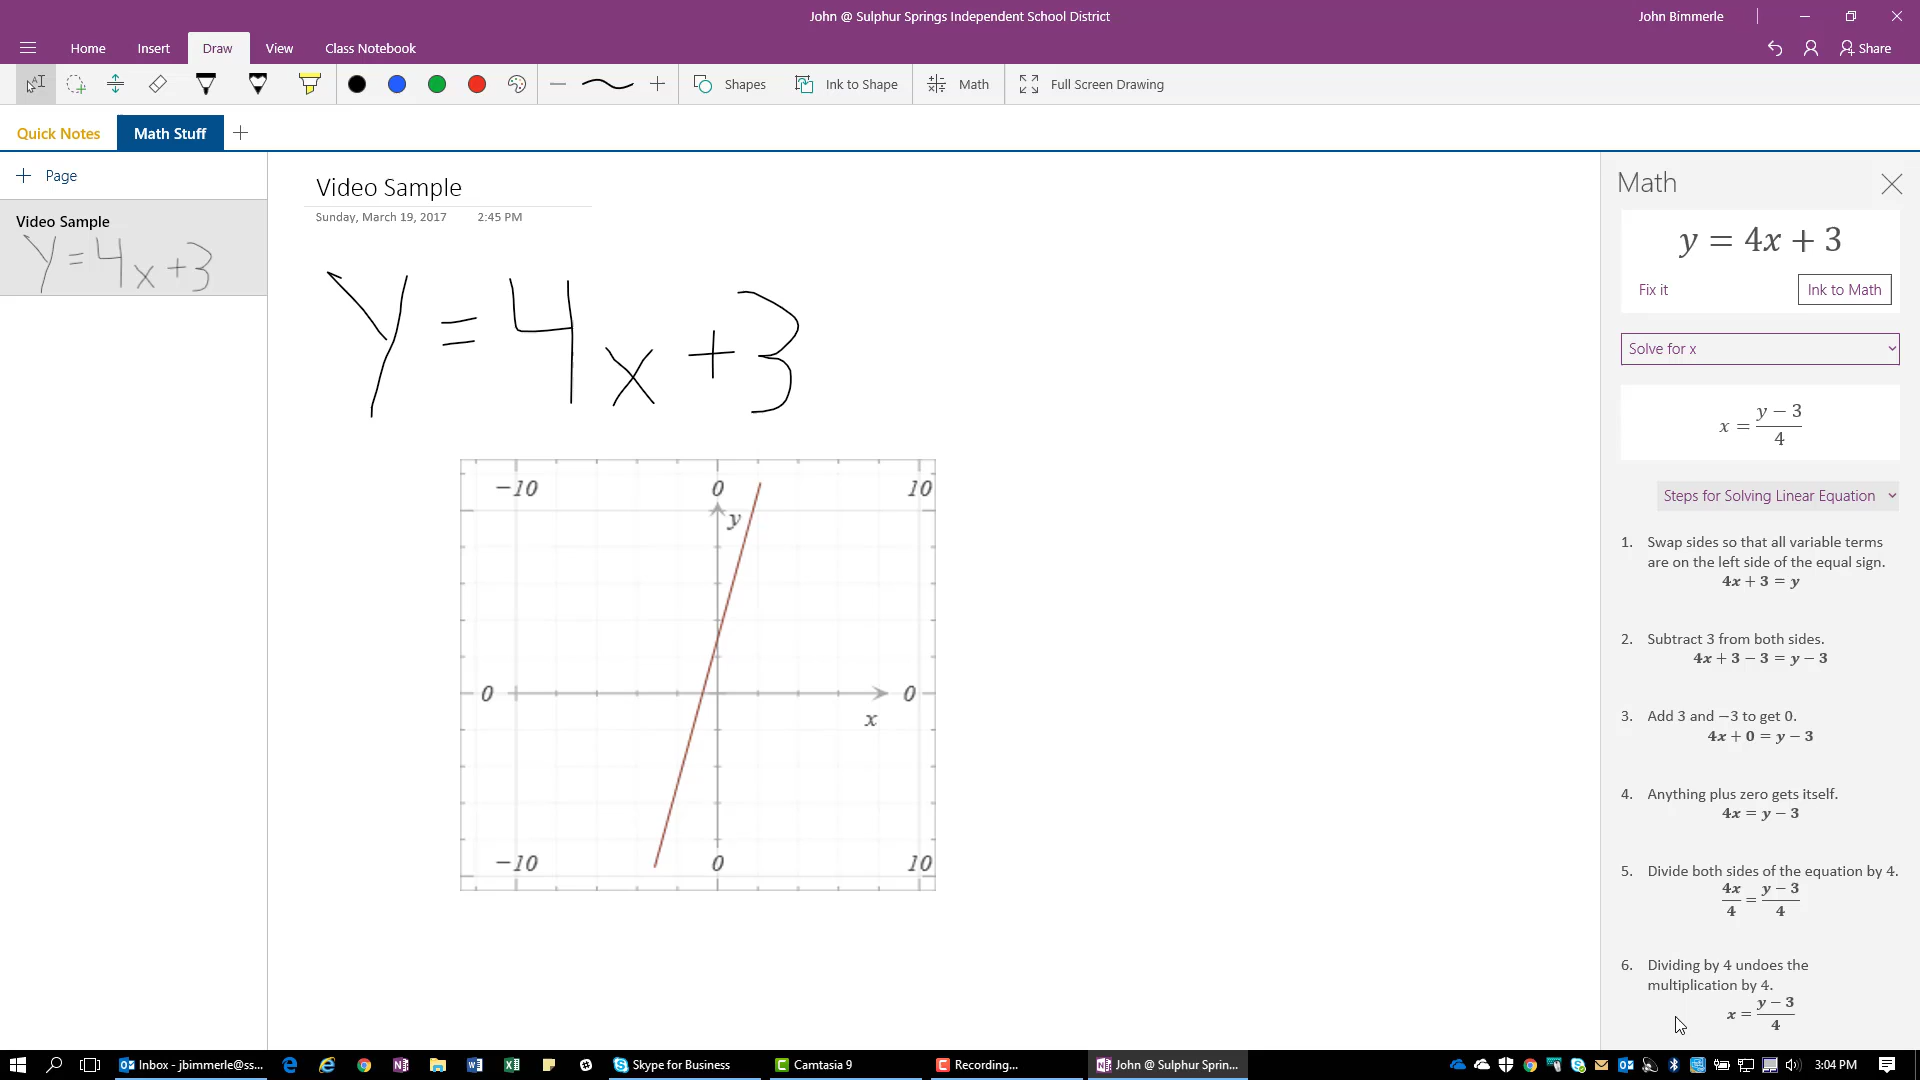 John @ Sulphur Springs Independent School District
John Bimmerle
Home Insert Draw View Class Notebook
Share
Shapes Ink to Shape Math Full Screen Drawing
Quick Notes Math Stuff
Page
Video Sample
Y = 4x + 3
Video Sample
Sunday, March 19, 2017 2:45 PM
Y = 4x + 3
−10 0 10
y
0 0
x
−10 0 10
Math
y = 4x + 3
Fix it Ink to Math
Solve for x
x = (y − 3)/4
Steps for Solving Linear Equation
1. Swap sides so that all variable terms
are on the left side of the equal sign.
4x + 3 = y
2. Subtract 3 from both sides.
4x + 3 − 3 = y − 3
3. Add 3 and −3 to get 0.
4x + 0 = y − 3
4. Anything plus zero gets itself.
4x = y − 3
5. Divide both sides of the equation by 4.
4x/4 = (y − 3)/4
6. Dividing by 4 undoes the
multiplication by 4.
x = (y − 3)/4
Inbox - jbimmerle@ss... Skype for Business Camtasia 9 Recording... John @ Sulphur Sprin... 3:04 PM